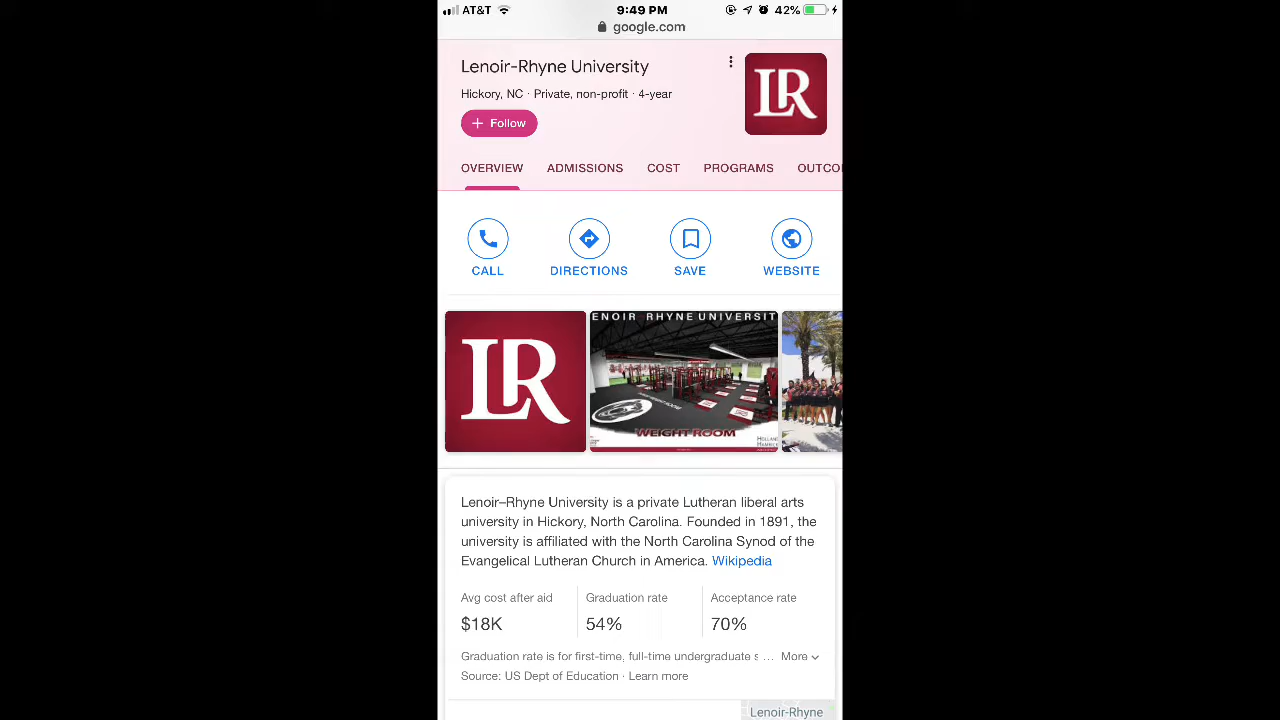 AT&T 9:49 PM 42%
google.com
Lenoir-Rhyne University
LR
Hickory, NC · Private, non-profit · 4-year
+ Follow
OVERVIEW ADMISSIONS COST PROGRAMS OUTCO
CALL DIRECTIONS SAVE WEBSITE
ENOIR RHYNE UNIVERSIT
LR
WEIGHT ROOM
Lenoir–Rhyne University is a private Lutheran liberal arts
university in Hickory, North Carolina. Founded in 1891, the
university is affiliated with the North Carolina Synod of the
Evangelical Lutheran Church in America. Wikipedia
Avg cost after aid Graduation rate Acceptance rate
$18K 54% 70%
Graduation rate is for first-time, full-time undergraduate s ... More
Source: US Dept of Education · Learn more
Lenoir-Rhyne